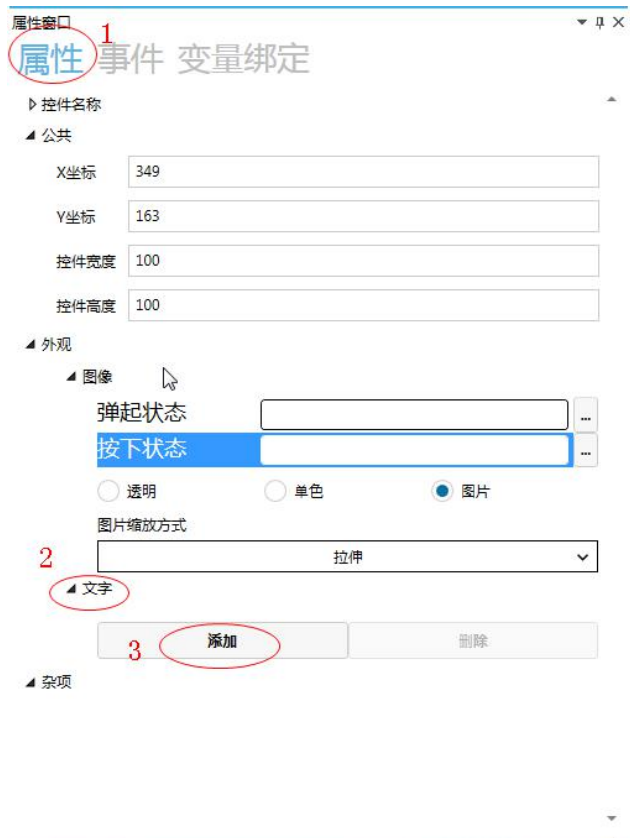 属性窗口
1
属性 事件 变量绑定
控件名称
公共
X坐标 349
Y坐标 163
控件宽度 100
控件高度 100
外观
图像
弹起状态 ...
按下状态 ...
透明 单色 图片
图片缩放方式
2 拉伸
文字
3 添加 删除
杂项